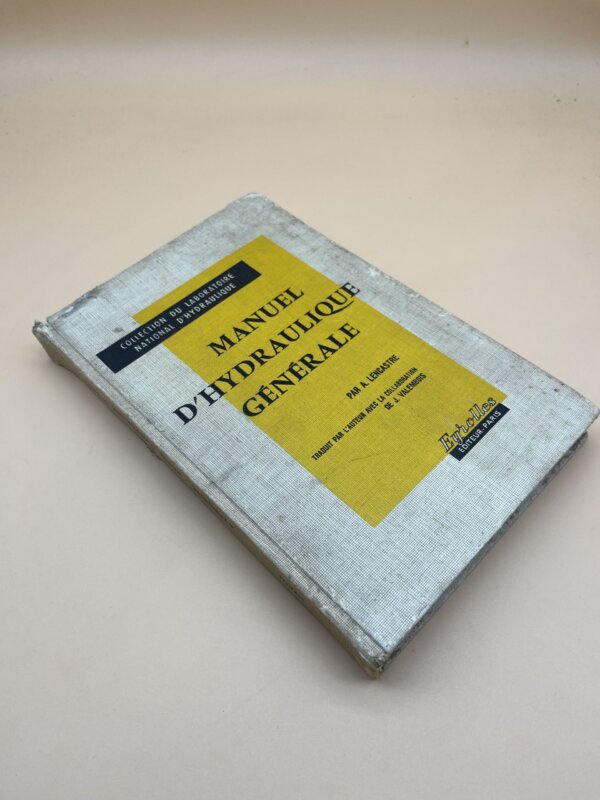 COLLECTION DU LABORATOIRE
NATIONAL D'HYDRAULIQUE
MANUEL
D'HYDRAULIQUE
GÉNÉRALE
PAR A. LENCASTRE
TRADUIT PAR L'AUTEUR AVEC LA COLLABORATION
DE J. VALEMBOIS
Eyrolles
ÉDITEUR-PARIS